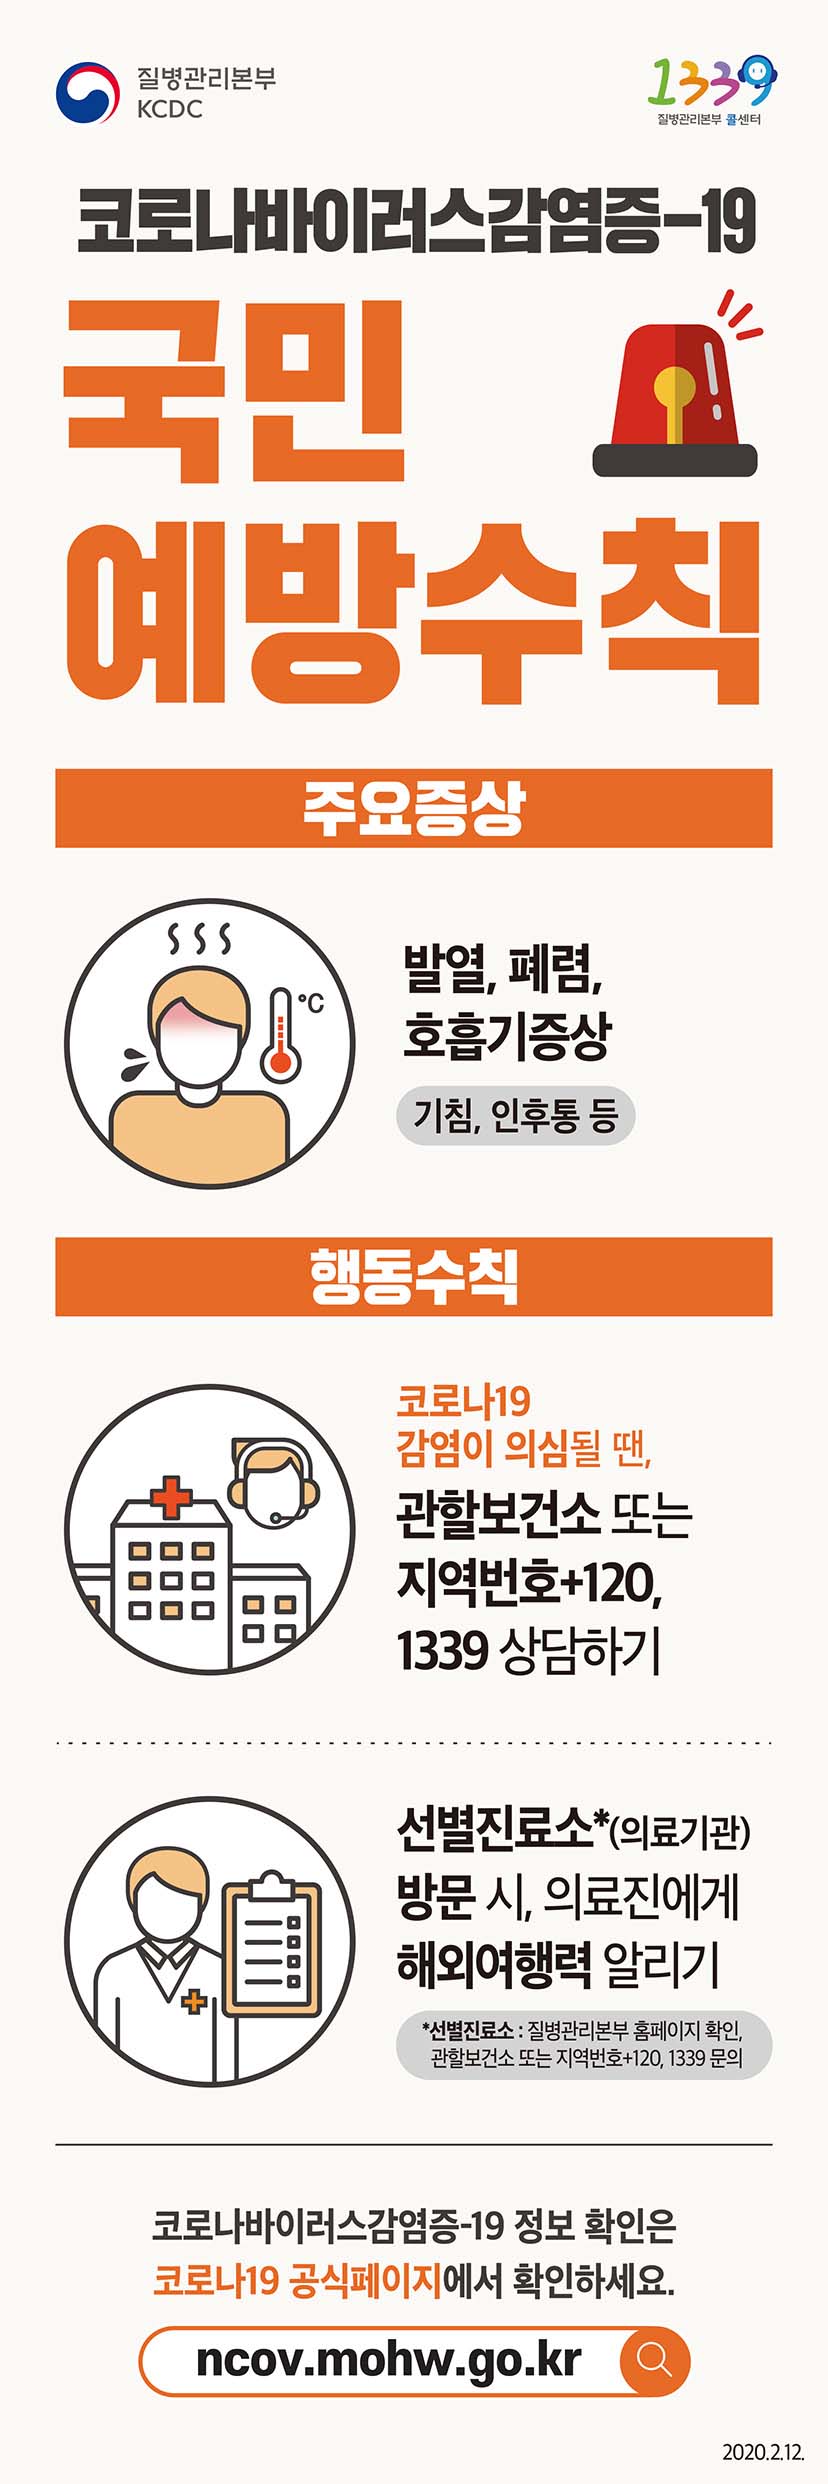 질병관리본부
KCDC
1339
질병관리본부 콜센터
코로나바이러스감염증-19
국민
예방수칙
주요증상
°C
발열, 폐렴,
호흡기증상
기침, 인후통 등
행동수칙
코로나19
감염이 의심될 땐,
관할보건소 또는
지역번호+120,
1339 상담하기
선별진료소*(의료기관)
방문 시, 의료진에게
해외여행력 알리기
*선별진료소 : 질병관리본부 홈페이지 확인,
관할보건소 또는 지역번호+120, 1339 문의
코로나바이러스감염증-19 정보 확인은
코로나19 공식페이지에서 확인하세요.
ncov.mohw.go.kr
2020.2.12.